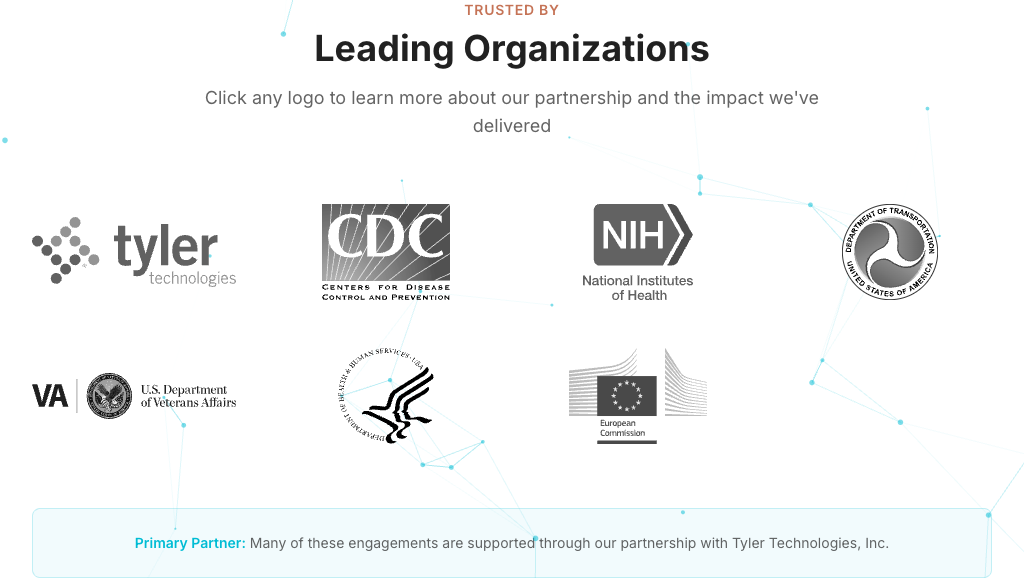 TRUSTED BY
Leading Organizations
Click any logo to learn more about our partnership and the impact we've
delivered
tyler
technologies
CDC
CENTERS FOR DISEASE
CONTROL AND PREVENTION
NIH
National Institutes
of Health
DEPARTMENT OF TRANSPORTATION
UNITED STATES OF AMERICA
VA
U.S. Department
of Veterans Affairs
DEPARTMENT OF HEALTH & HUMAN SERVICES · USA
European
Commission
Primary Partner: Many of these engagements are supported through our partnership with Tyler Technologies, Inc.